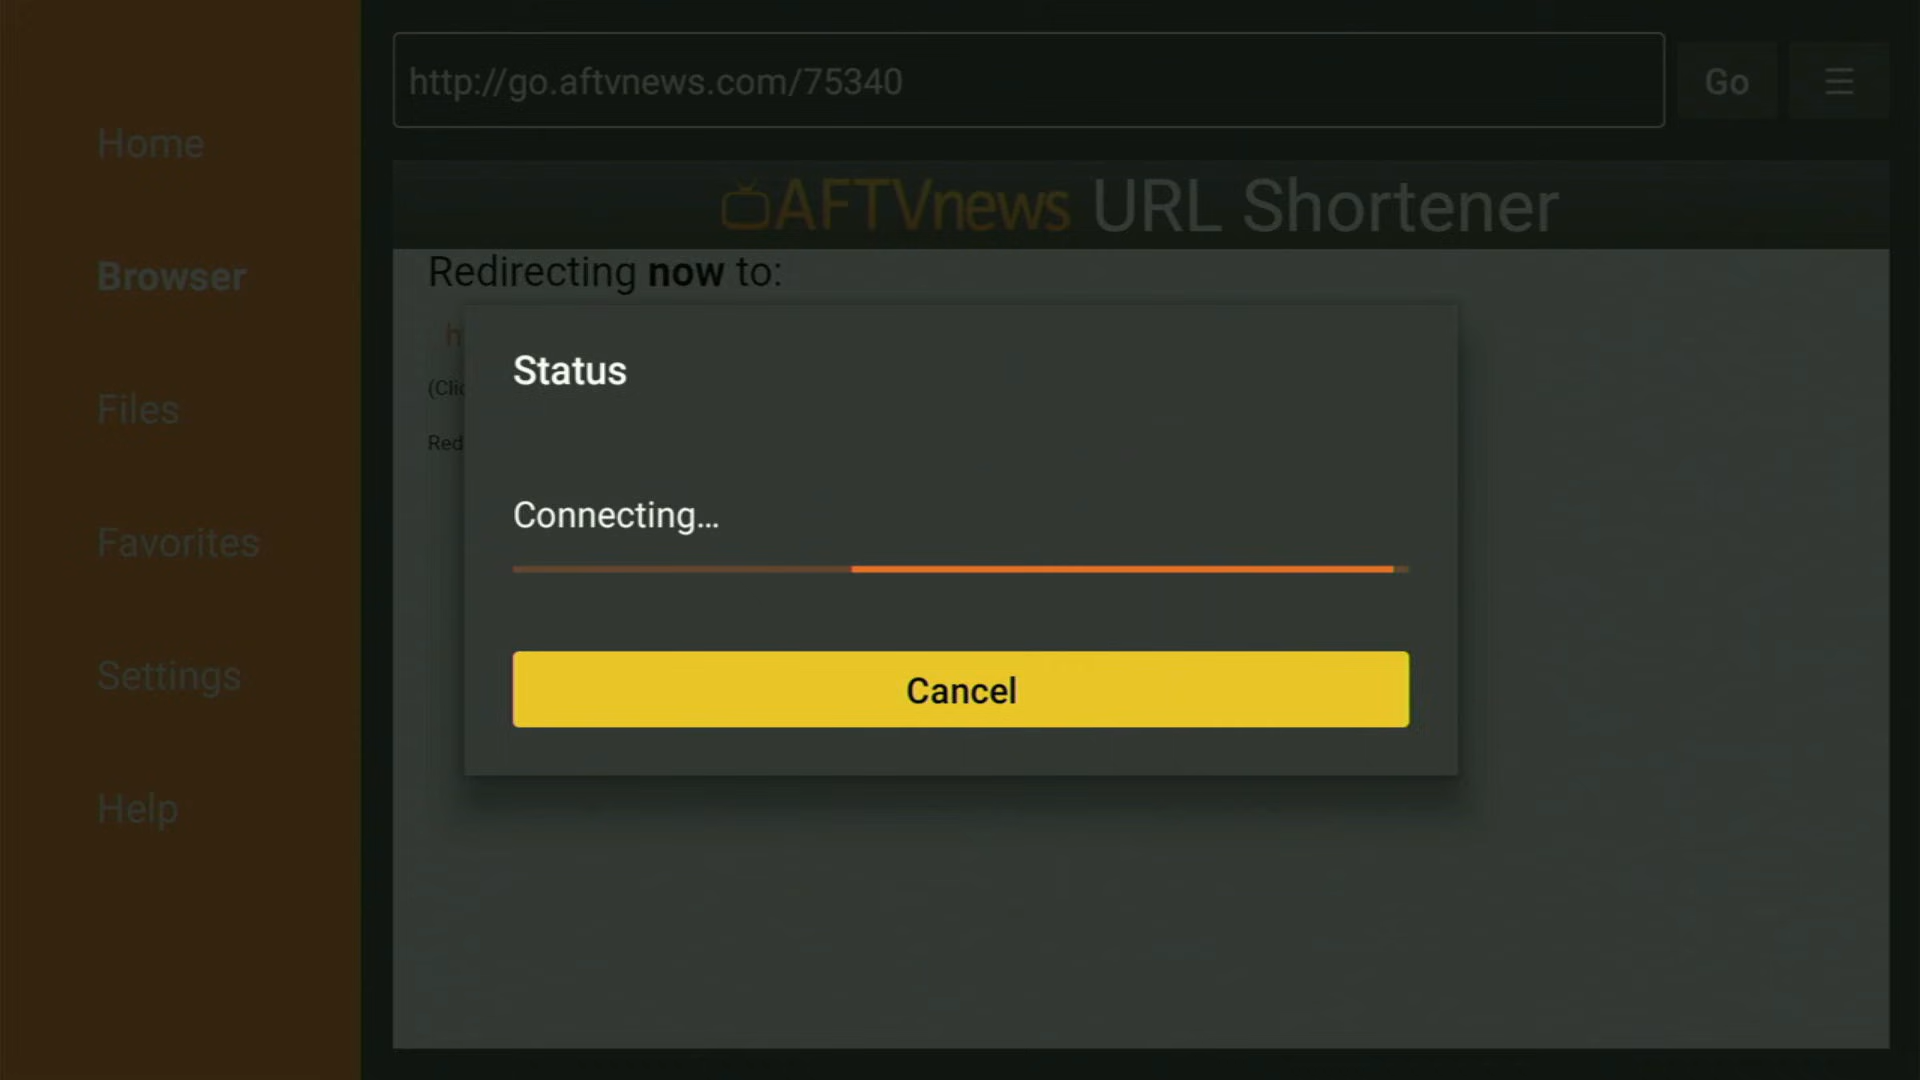 http://go.aftvnews.com/75340
Go
Home
Browser
Files
Favorites
Settings
Help
AFTVnews URL Shortener
Redirecting now to:
Status
Connecting...
Cancel